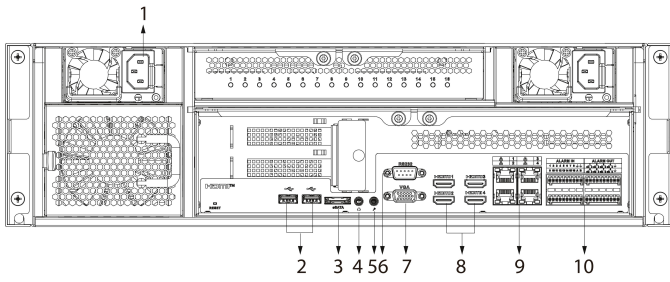 1
1 2 3 4 5 6 7 8 9 10 11 12 13 14 15 16
ALARM IN ALARM OUT
RS232
HDMI 1 HDMI 3
VGA
HDMI 2 HDMI 4
HDMI™
RESET
eSATA
2 3 4 5 6 7 8 9 10